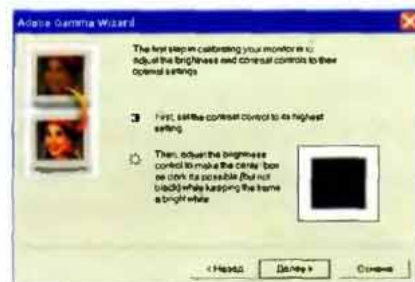 Adobe Gamma Wizard
The first step in calibrating your monitor is to
adjust the brightness and contrast controls to their
optimal settings.
First, set the contrast control to its highest
setting.
Then, adjust the brightness
control to make the center box
as dark as possible (but not
black) while keeping the frame
a bright white.
< Назад
Далее >
Отмена